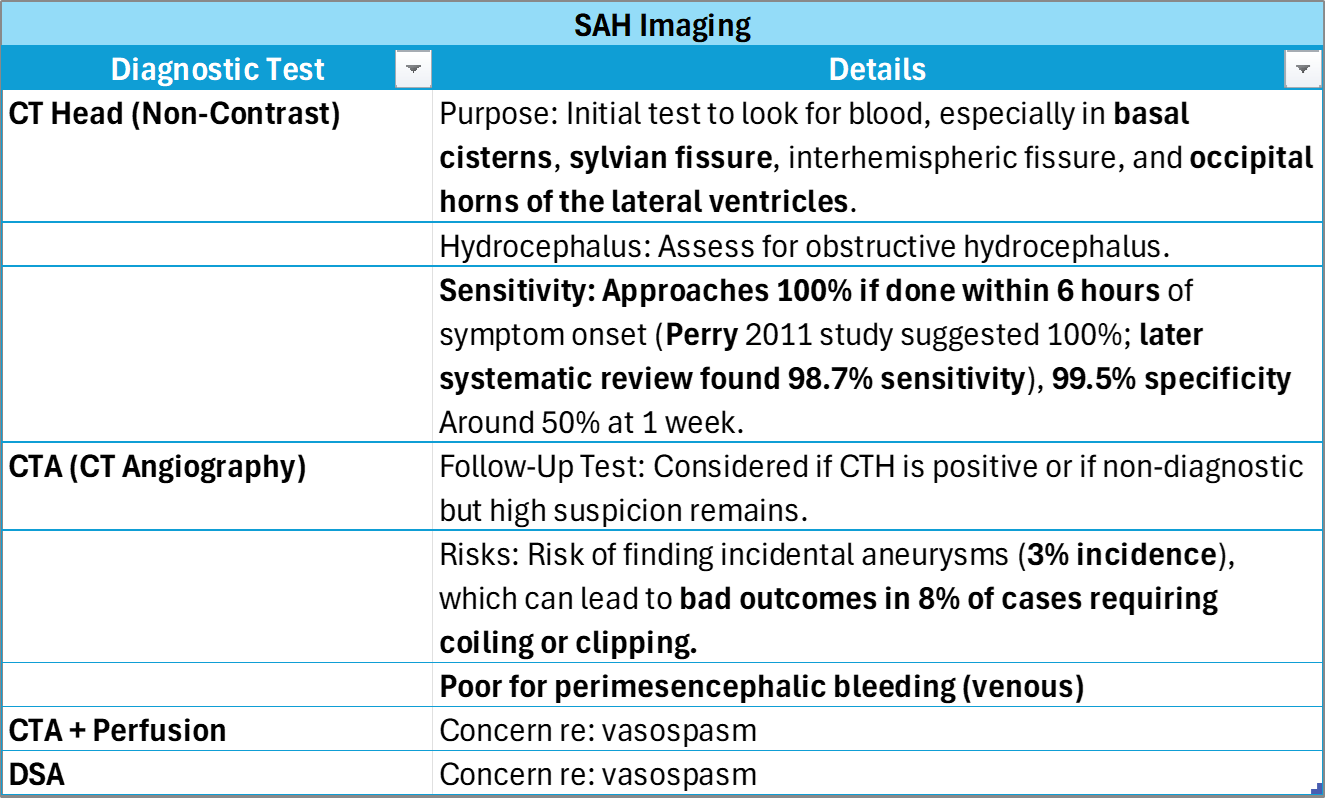 SAH Imaging
Diagnostic Test Details
CT Head (Non-Contrast) Purpose: Initial test to look for blood, especially in basal
cisterns, sylvian fissure, interhemispheric fissure, and occipital
horns of the lateral ventricles.
Hydrocephalus: Assess for obstructive hydrocephalus.
Sensitivity: Approaches 100% if done within 6 hours of
symptom onset (Perry 2011 study suggested 100%; later
systematic review found 98.7% sensitivity), 99.5% specificity
Around 50% at 1 week.
CTA (CT Angiography) Follow-Up Test: Considered if CTH is positive or if non-diagnostic
but high suspicion remains.
Risks: Risk of finding incidental aneurysms (3% incidence),
which can lead to bad outcomes in 8% of cases requiring
coiling or clipping.
Poor for perimesencephalic bleeding (venous)
CTA + Perfusion Concern re: vasospasm
DSA Concern re: vasospasm